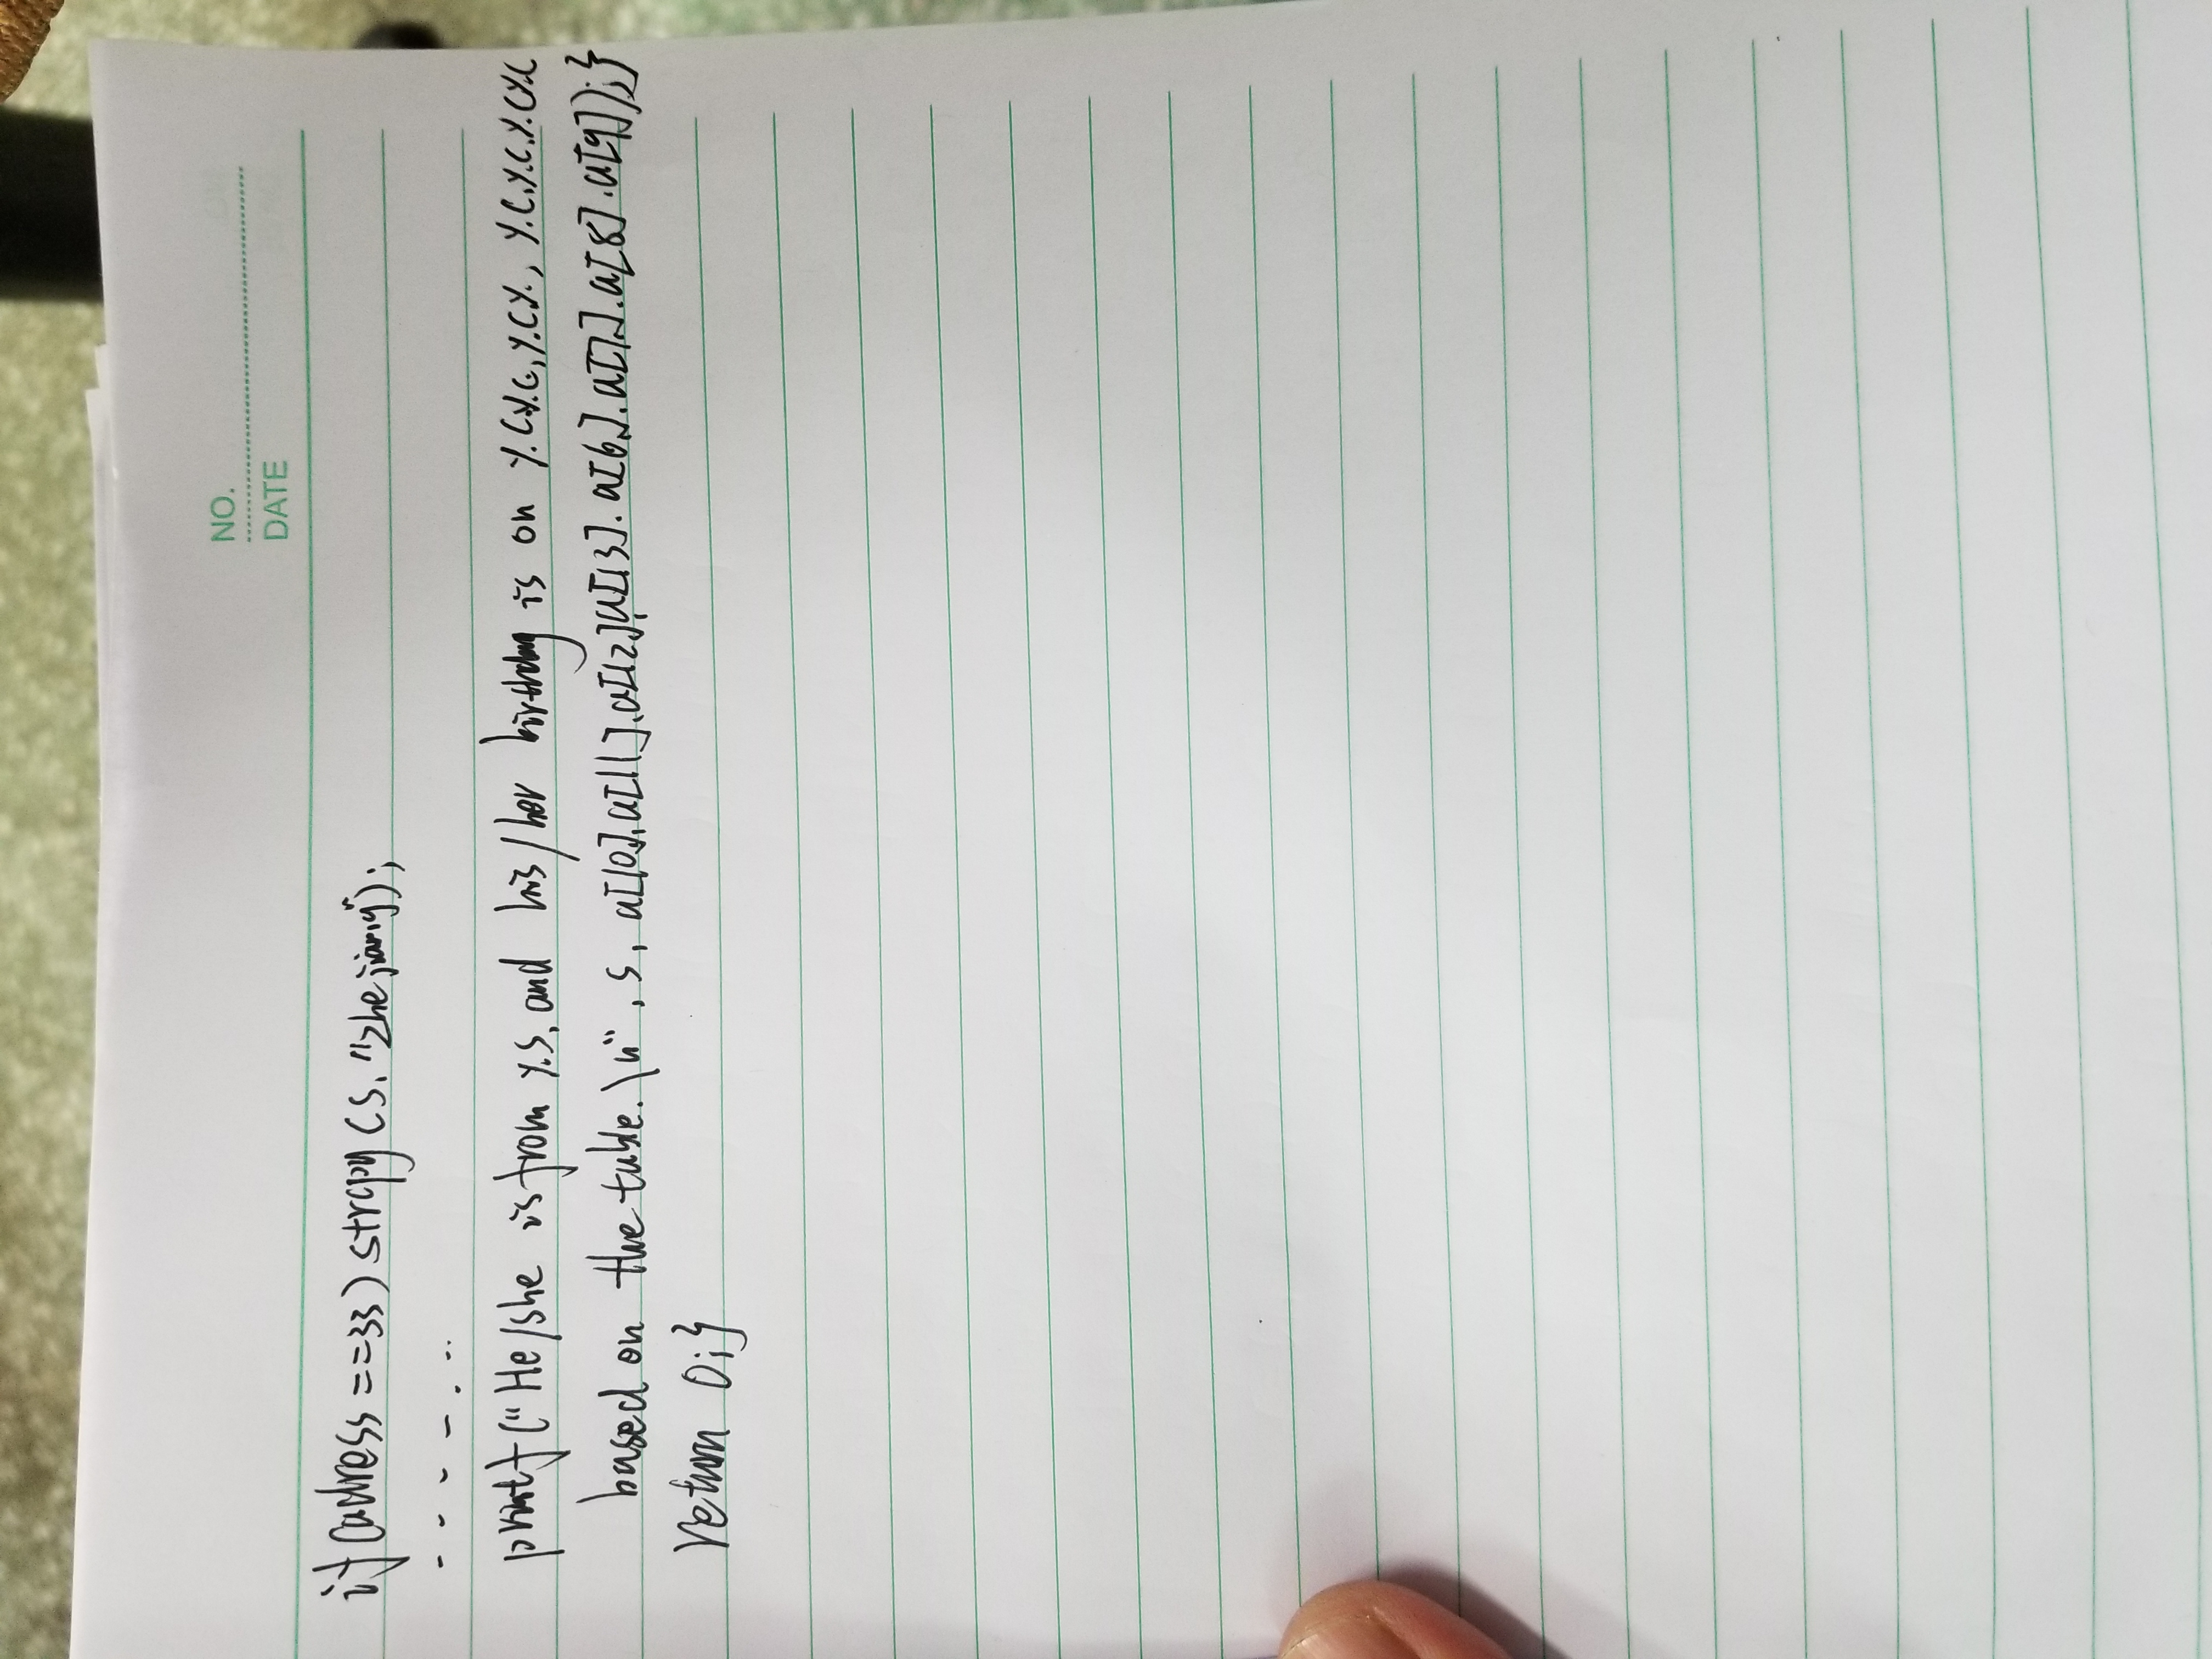 NO.
DATE
if (adress ==33) strcpy (s, "zhejiang");
- - - - . ..
printf ("He/she is from %s, and his/her birthday is on %c%c,%c%, %c%c%c%c
based on the table.\n", s, a[10],a[11],a[12],a[13],a[6],a[7],a[8],a[9]);}
return 0;}